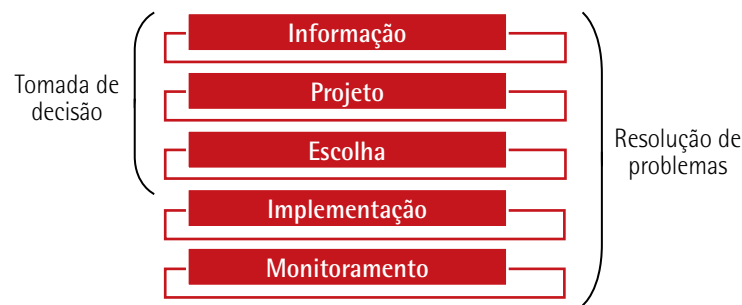 Informação
Projeto
Escolha
Implementação
Monitoramento
Tomada de
decisão
Resolução de
problemas